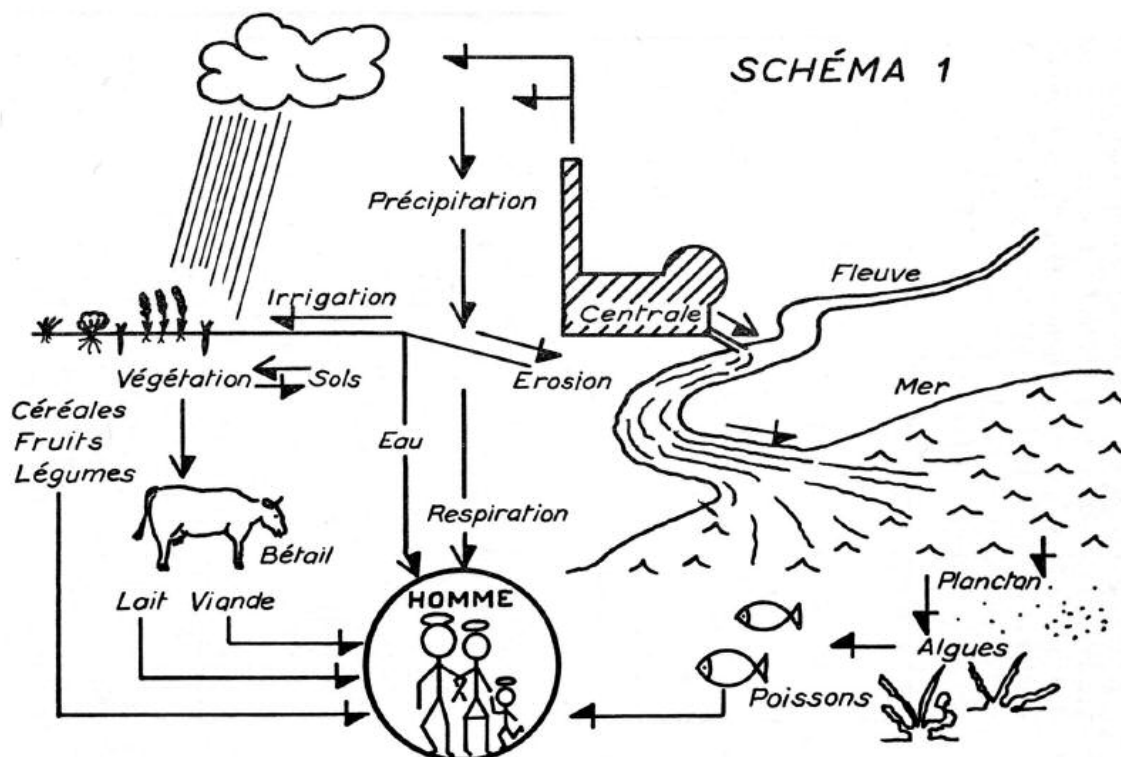 SCHÉMA 1
Précipitation
Fleuve
Irrigation
Centrale
Végétation
Sols
Erosion
Mer
Céréales
Fruits
Légumes
Eau
Respiration
Bétail
Lait
Viande
HOMME
Plancton
Algues
Poissons